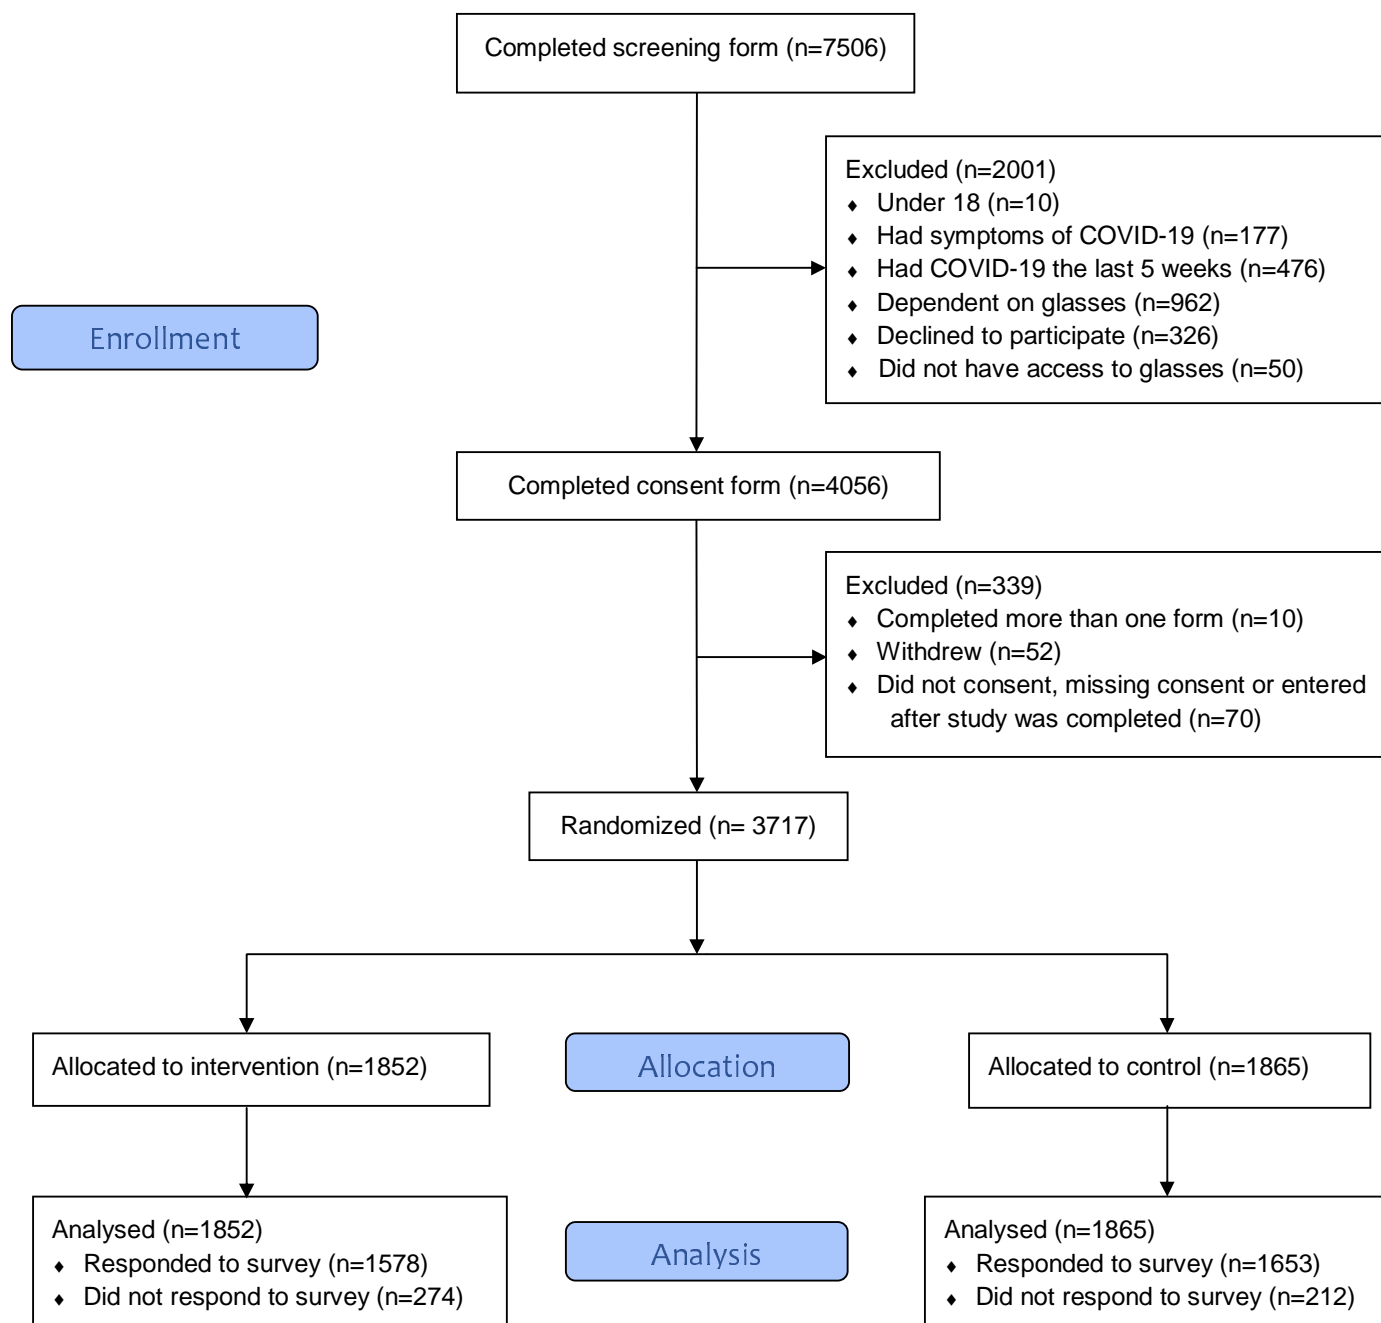 Completed screening form (n=7506)
Excluded (n=2001)
⬧ Under 18 (n=10)
⬧ Had symptoms of COVID-19 (n=177)
⬧ Had COVID-19 the last 5 weeks (n=476)
⬧ Dependent on glasses (n=962)
⬧ Declined to participate (n=326)
⬧ Did not have access to glasses (n=50)
Enrollment
Completed consent form (n=4056)
Excluded (n=339)
⬧ Completed more than one form (n=10)
⬧ Withdrew (n=52)
⬧ Did not consent, missing consent or entered
after study was completed (n=70)
Randomized (n= 3717)
Allocated to intervention (n=1852)
Allocation
Allocated to control (n=1865)
Analysed (n=1852)
⬧ Responded to survey (n=1578)
⬧ Did not respond to survey (n=274)
Analysis
Analysed (n=1865)
⬧ Responded to survey (n=1653)
⬧ Did not respond to survey (n=212)